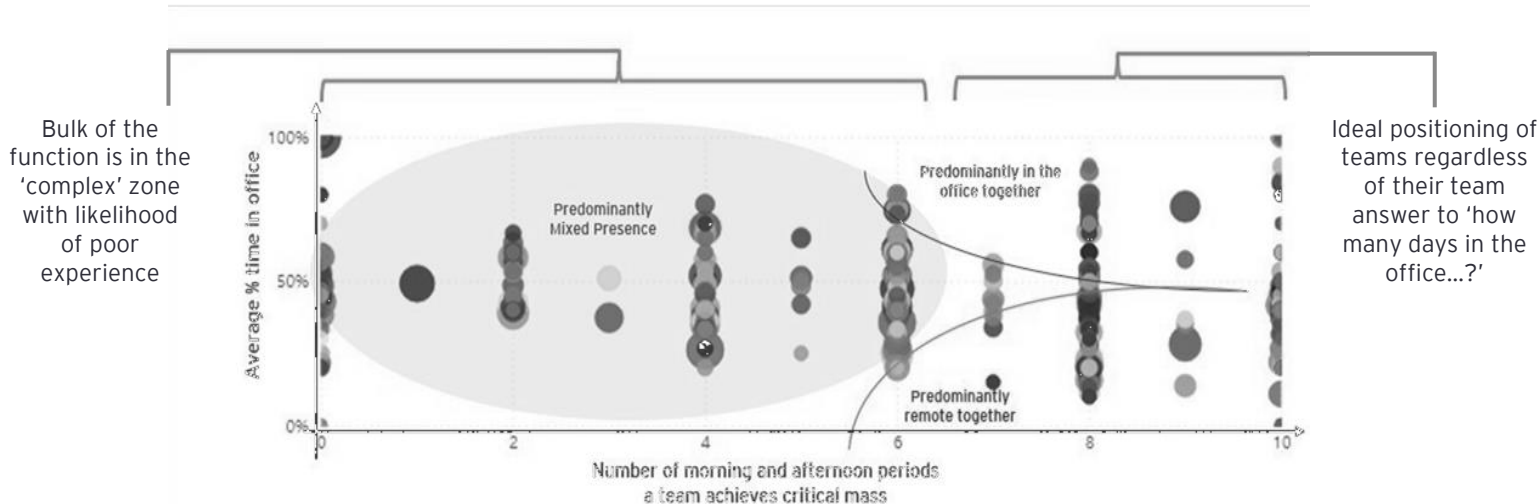 Bulk of the
function is in the
‘complex’ zone
with likelihood
of poor
experience
Average % time in office
100%
50%
0%
Predominantly
Mixed Presence
Predominantly in the
office together
Predominantly
remote together
0
2
4
6
8
10
Number of morning and afternoon periods
a team achieves critical mass
Ideal positioning of
teams regardless
of their team
answer to ‘how
many days in the
office...?’